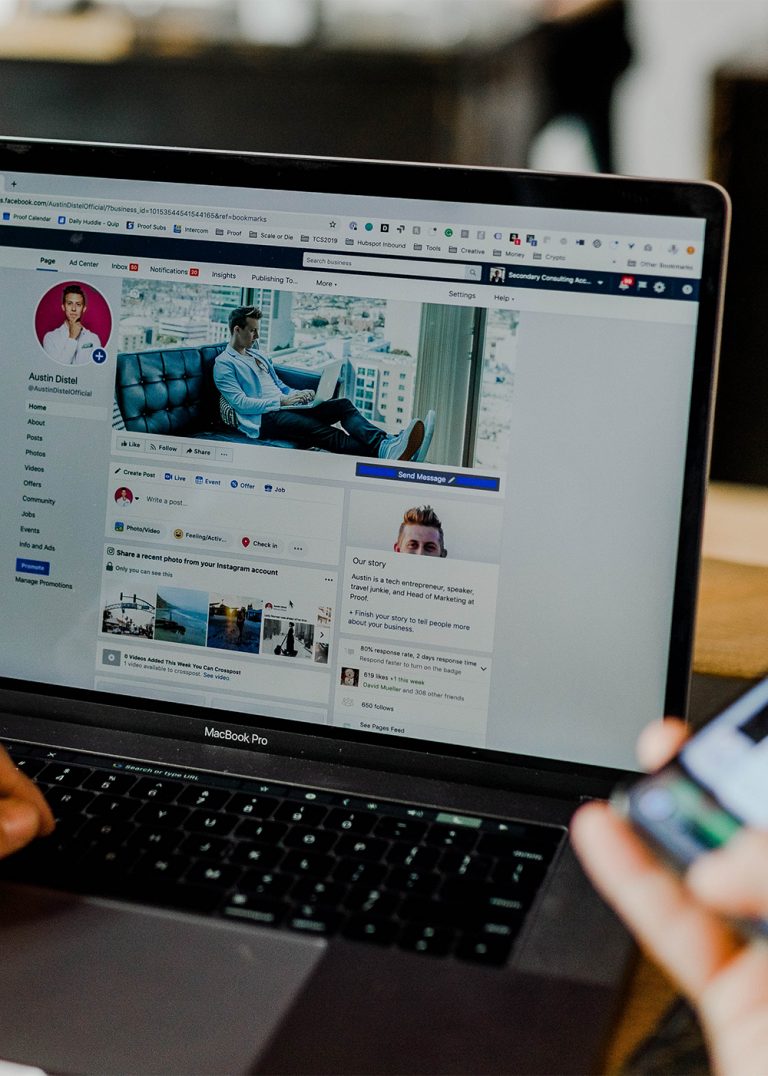 s.facebook.com/AustinDistelOfficial/?business_id=10153544541544165&ref=bookmarks
Proof Calendar Daily Huddle - Quip Proof Subs Intercom Proof Scale or Die TCS2019 Hubspot Inbound Tools Creative Money Crypto Other Bookmarks
Search business
Secondary Consulting Acc...
Page Ad Center Inbox Notifications Insights Publishing To... More Settings Help
Austin Distel
@AustinDistelOfficial
Home
About
Posts
Photos
Videos
Offers
Community
Jobs
Events
Info and Ads
Promote
Manage Promotions
Like Follow Share ...
Send Message
Create Post Live Event Offer Job
Write a post...
Photo/Video Feeling/Activ... Check in ...
Share a recent photo from your Instagram account ...
Only you can see this
0 Videos Added This Week You Can Crosspost
1 video available to crosspost. See video.
Our story
Austin is a tech entrepreneur, speaker,
travel junkie, and Head of Marketing at
Proof.
+ Finish your story to tell people more
about your business.
80% response rate, 2 days response time
Respond faster to turn on the badge
619 likes +1 this week
David Mueller and 308 other friends
650 follows
See Pages Feed
MacBook Pro
Search or type URL